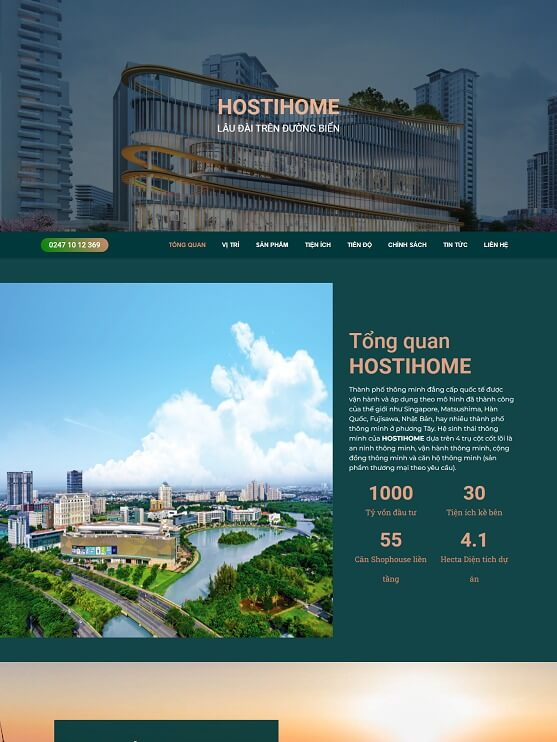 HOSTIHOME
LÂU ĐÀI TRÊN ĐƯỜNG BIỂN
0247 10 12 369
TỔNG QUAN VỊ TRÍ SẢN PHẨM TIỆN ÍCH TIẾN ĐỘ CHÍNH SÁCH TIN TỨC LIÊN HỆ
Tổng quan
HOSTIHOME
Thành phố thông minh đẳng cấp quốc tế được
vận hành và áp dụng theo mô hình đã thành công
của thế giới như Singapore, Matsushima, Hàn
Quốc, Fujisawa, Nhật Bản, hay nhiều thành phố
thông minh ở phương Tây. Hệ sinh thái thông
minh của HOSTIHOME dựa trên 4 trụ cột cốt lõi là
an ninh thông minh, vận hành thông minh, cộng
đồng thông minh và căn hộ thông minh (sản
phẩm thương mại theo yêu cầu).
1000 30
Tỷ vốn đầu tư Tiện ích kề bên
55 4.1
Căn Shophouse liền Hecta Diện tích dự
tầng án